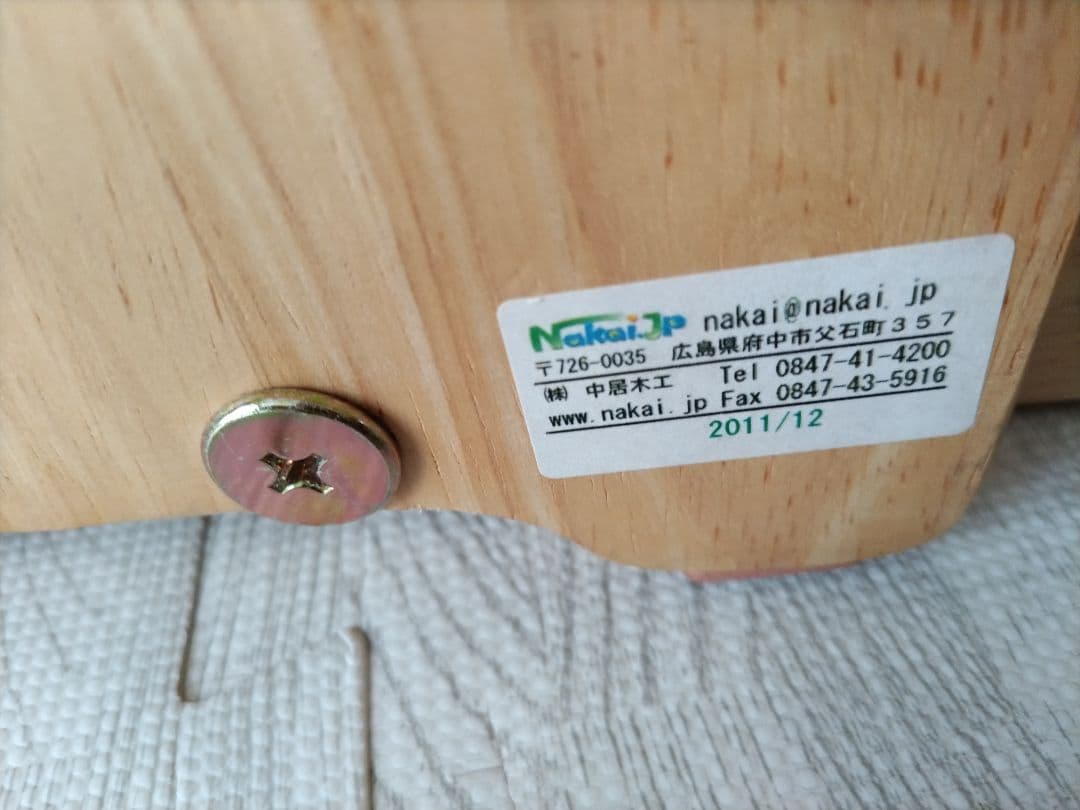 Nakai.Jp nakai@nakai.jp
〒726-0035 広島県府中市父石町３５７
㈱ 中居木工 Tel 0847-41-4200
www.nakai.jp Fax 0847-43-5916
2011/12